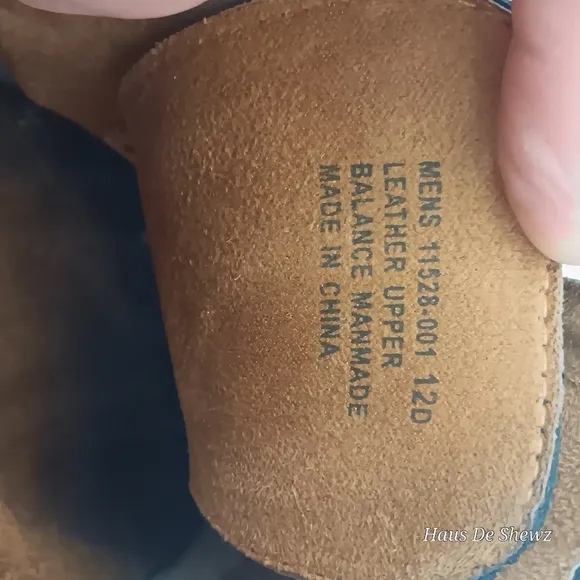 MENS 11528-001 12D
LEATHER UPPER
BALANCE MANMADE
MADE IN CHINA
Haus De Shewz